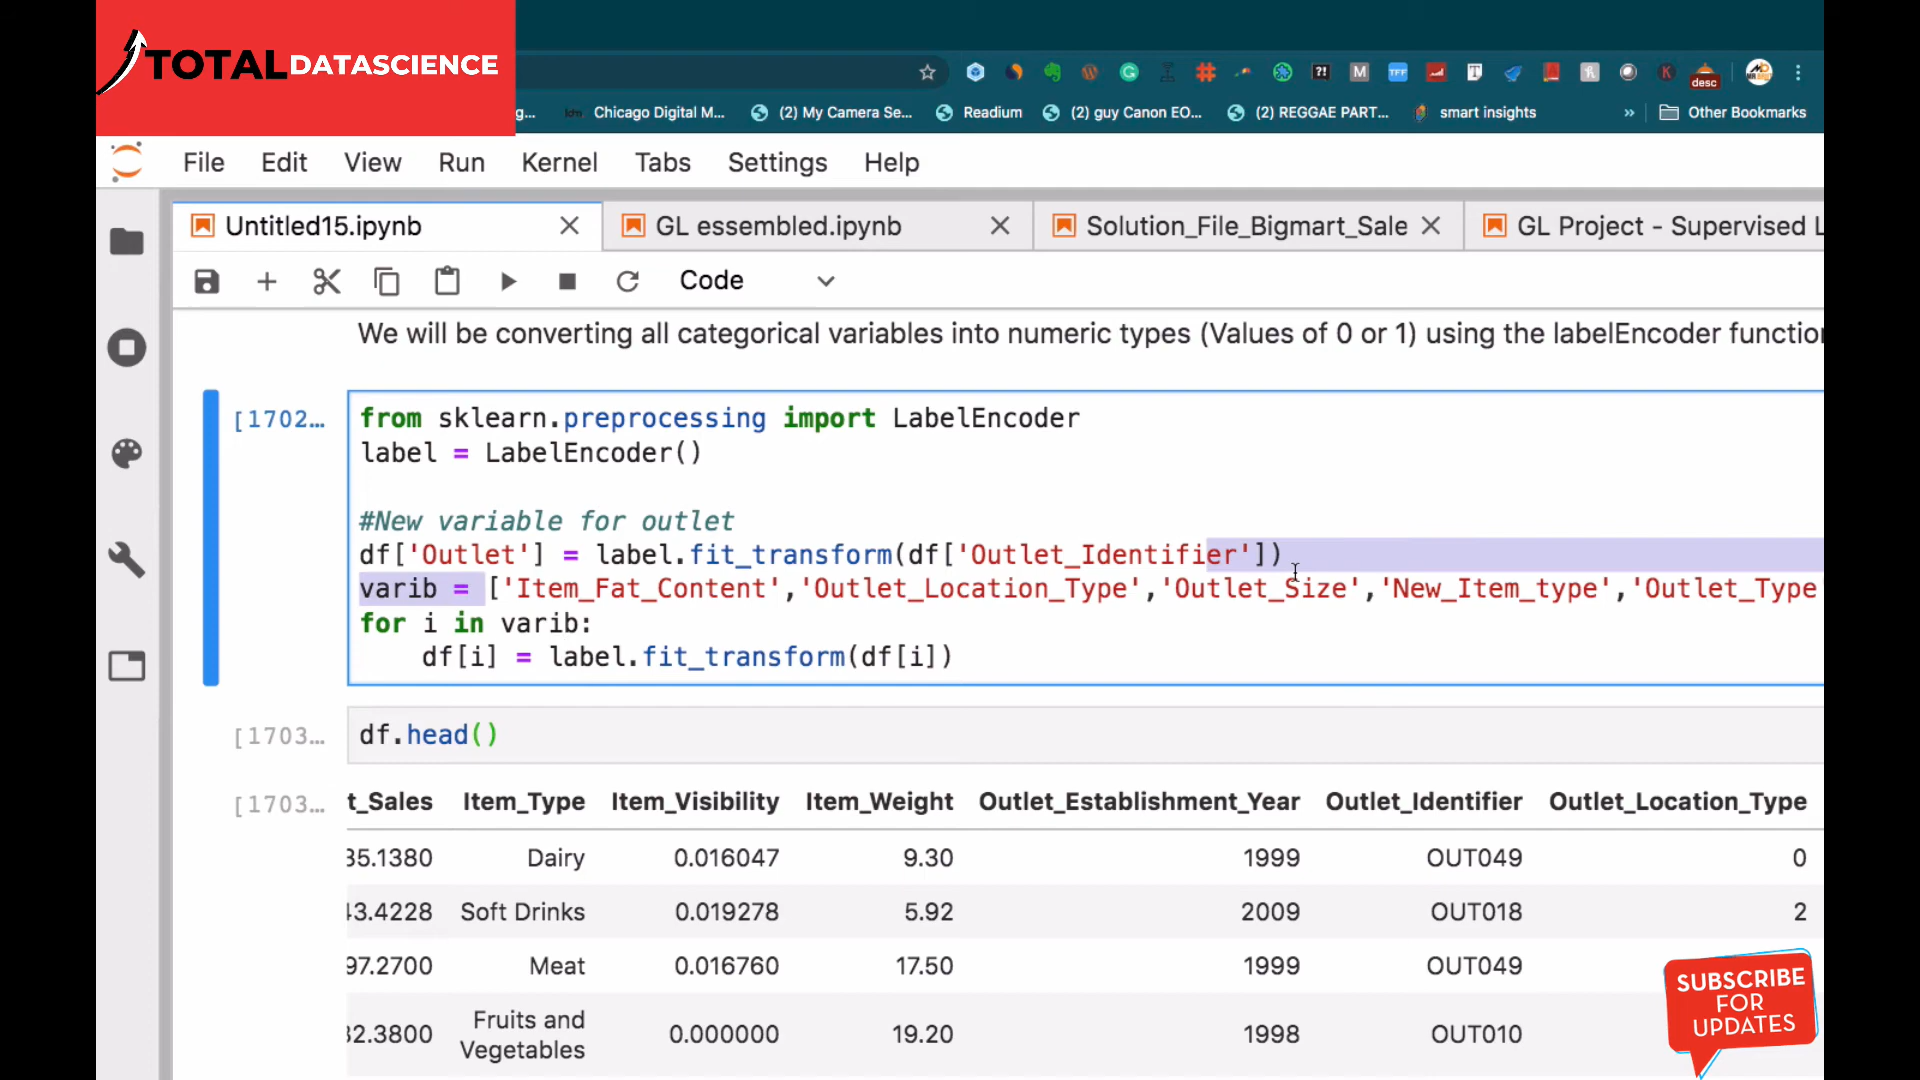 TOTALDATASCIENCE
g... Chicago Digital M... (2) My Camera Se... Readium (2) guy Canon EO... (2) REGGAE PART... smart insights » Other Bookmarks
desc
File Edit View Run Kernel Tabs Settings Help
Untitled15.ipynb GL essembled.ipynb Solution_File_Bigmart_Sale GL Project - Supervised L
Code
We will be converting all categorical variables into numeric types (Values of 0 or 1) using the labelEncoder function
[1702... from sklearn.preprocessing import LabelEncoder
label = LabelEncoder()
#New variable for outlet
df['Outlet'] = label.fit_transform(df['Outlet_Identifier'])
varib = ['Item_Fat_Content','Outlet_Location_Type','Outlet_Size','New_Item_type','Outlet_Type'
for i in varib:
df[i] = label.fit_transform(df[i])
[1703... df.head()
[1703... t_Sales Item_Type Item_Visibility Item_Weight Outlet_Establishment_Year Outlet_Identifier Outlet_Location_Type
35.1380 Dairy 0.016047 9.30 1999 OUT049 0
43.4228 Soft Drinks 0.019278 5.92 2009 OUT018 2
97.2700 Meat 0.016760 17.50 1999 OUT049
32.3800 Fruits and Vegetables 0.000000 19.20 1998 OUT010
SUBSCRIBE
FOR
UPDATES